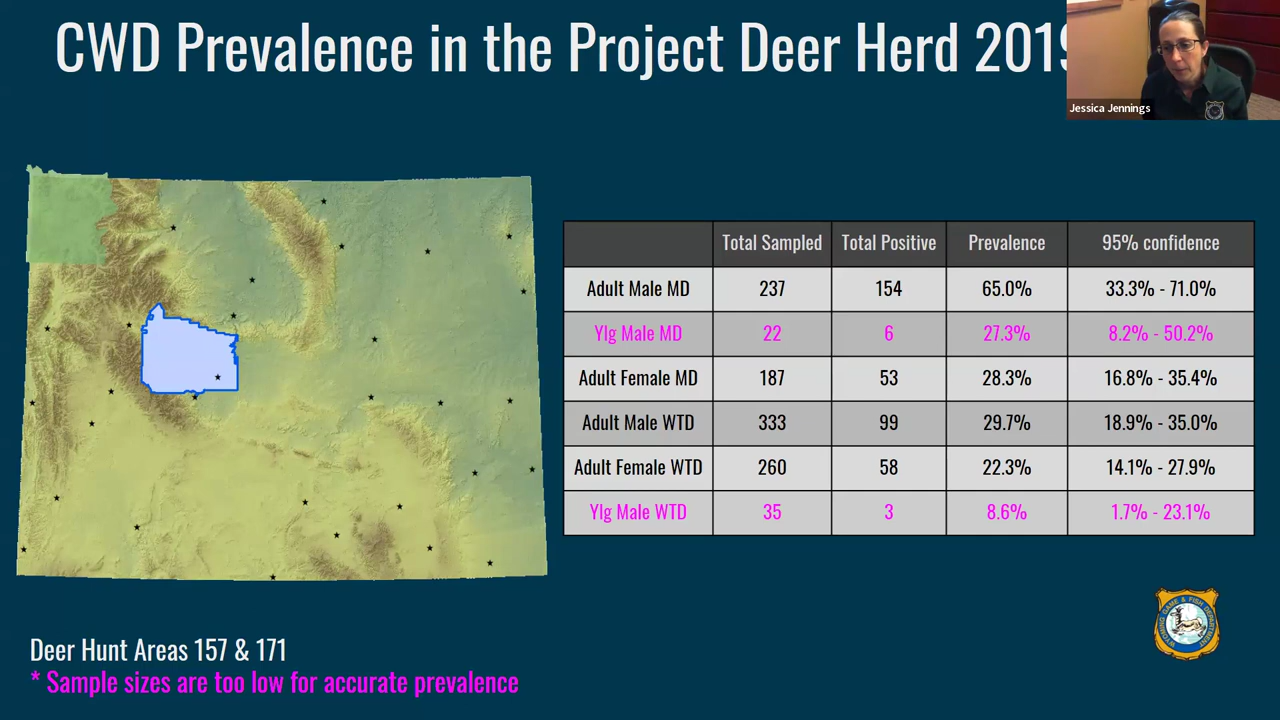 CWD Prevalence in the Project Deer Herd 2019
Jessica Jennings
Total Sampled Total Positive Prevalence 95% confidence
Adult Male MD 237 154 65.0% 33.3% - 71.0%
Ylg Male MD 22 6 27.3% 8.2% - 50.2%
Adult Female MD 187 53 28.3% 16.8% - 35.4%
Adult Male WTD 333 99 29.7% 18.9% - 35.0%
Adult Female WTD 260 58 22.3% 14.1% - 27.9%
Ylg Male WTD 35 3 8.6% 1.7% - 23.1%
WYOMING GAME & FISH DEPARTMENT
Deer Hunt Areas 157 & 171
* Sample sizes are too low for accurate prevalence